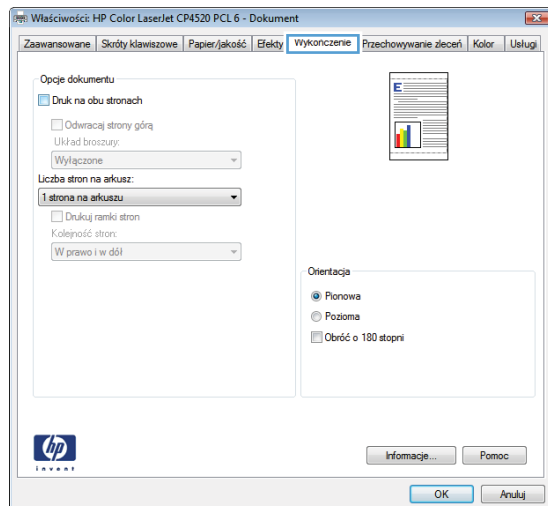 Właściwości: HP Color LaserJet CP4520 PCL 6 - Dokument
Zaawansowane Skróty klawiszowe Papier/jakość Efekty Wykończenie Przechowywanie zleceń Kolor Usługi
Opcje dokumentu
Druk na obu stronach
Odwracaj strony górą
Układ broszury:
Wyłączone
Liczba stron na arkusz:
1 strona na arkuszu
Drukuj ramki stron
Kolejność stron:
W prawo i w dół
E
Orientacja
Pionowa
Pozioma
Obróć o 180 stopni
hp
invent
Informacje... Pomoc
OK Anuluj